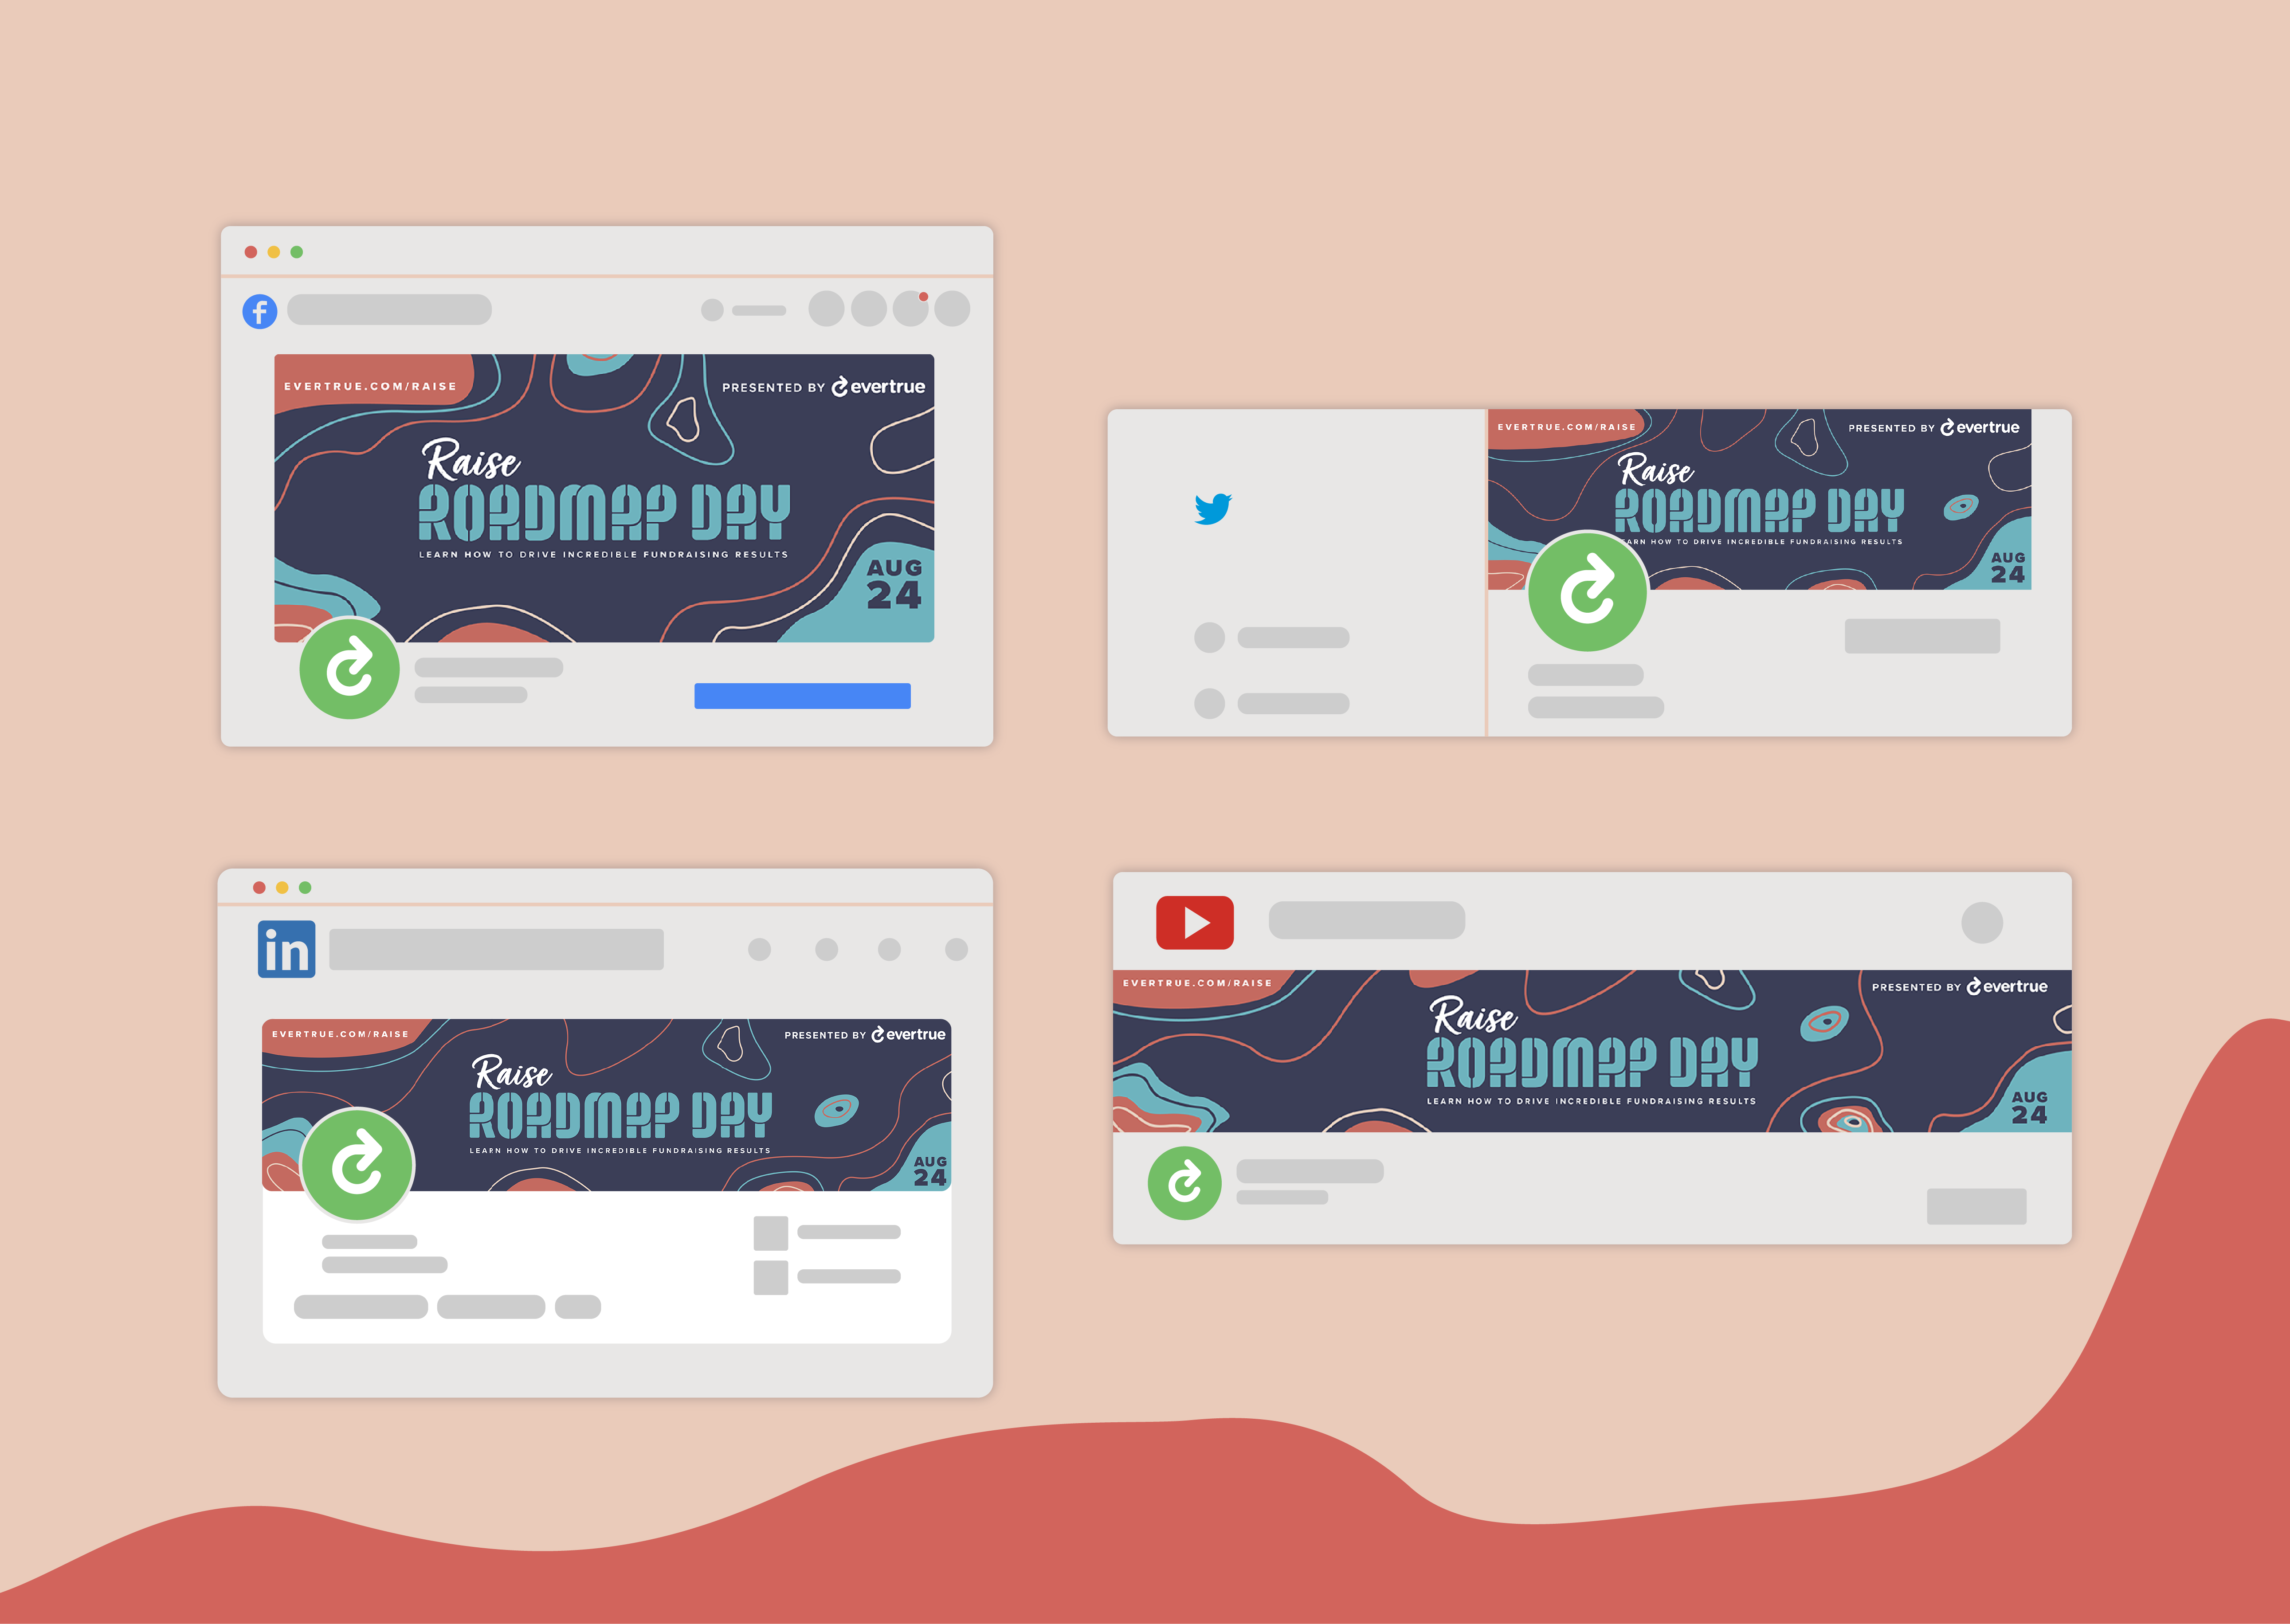 f
EVERTRUE.COM/RAISE
PRESENTED BY evertrue
Raise
ROADMAP DAY
LEARN HOW TO DRIVE INCREDIBLE FUNDRAISING RESULTS
AUG
24
EVERTRUE.COM/RAISE
PRESENTED BY evertrue
Raise
ROADMAP DAY
HOW TO DRIVE INCREDIBLE FUNDRAISING RESULTS
AUG
24
in
EVERTRUE.COM/RAISE
PRESENTED BY evertrue
Raise
ROADMAP DAY
LEARN HOW TO DRIVE INCREDIBLE FUNDRAISING RESULTS
AUG
24
EVERTRUE.COM/RAISE
PRESENTED BY evertrue
Raise
ROADMAP DAY
LEARN HOW TO DRIVE INCREDIBLE FUNDRAISING RESULTS
AUG
24